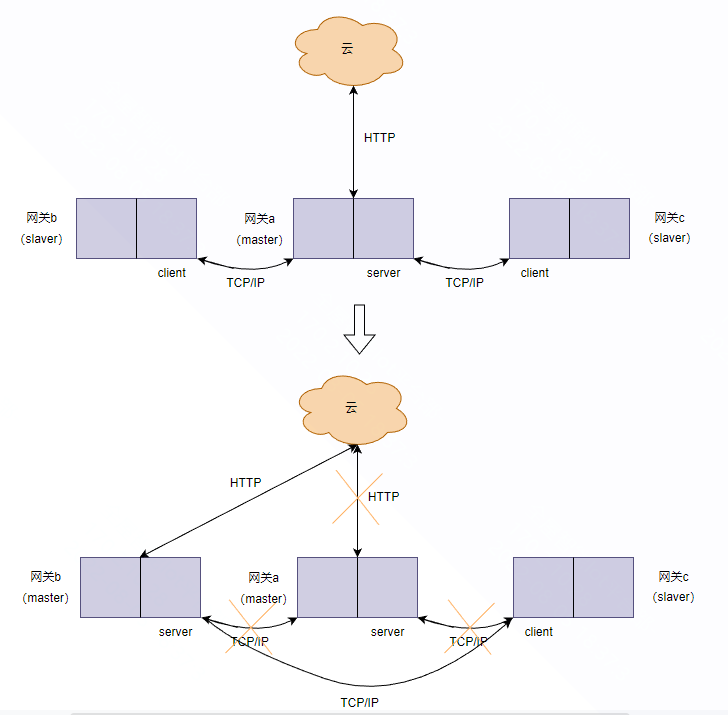 云
HTTP
网关b
（slaver）
网关a
（master）
网关c
（slaver）
client
server
client
TCP/IP
TCP/IP
云
HTTP
HTTP
网关b
（master）
网关a
（master）
网关c
（slaver）
server
server
client
TCP/IP
TCP/IP
TCP/IP